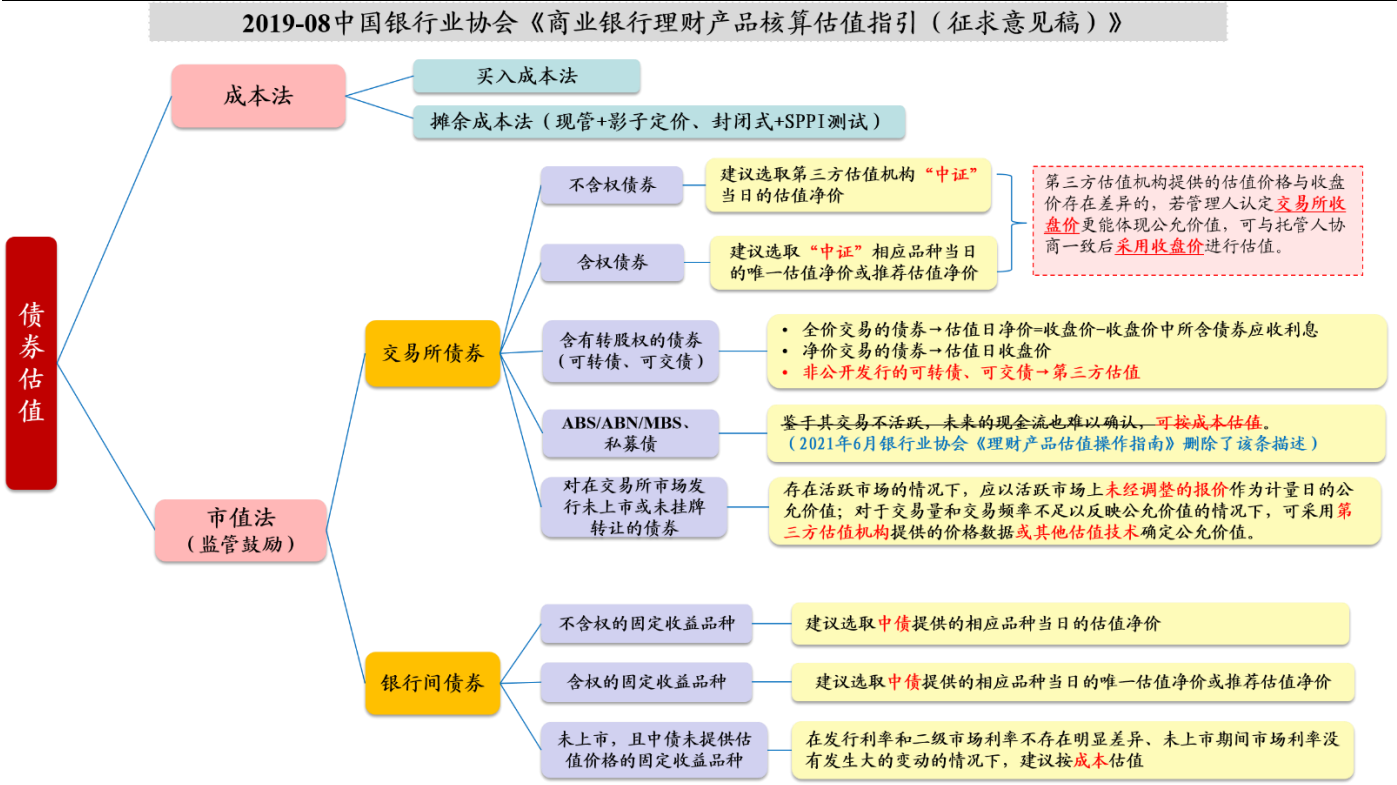 2019-08中国银行业协会《商业银行理财产品核算估值指引（征求意见稿）》
债
券
估
值
成本法
买入成本法
摊余成本法（现管+影子定价、封闭式+SPPI测试）
市值法
（监管鼓励）
交易所债券
不含权债券
建议选取第三方估值机构“中证”
当日的估值净价
含权债券
建议选取“中证”相应品种当日
的唯一估值净价或推荐估值净价
第三方估值机构提供的估值价格与收盘
价存在差异的，若管理人认定交易所收
盘价更能体现公允价值，可与托管人协
商一致后采用收盘价进行估值。
含有转股权的债券
（可转债、可交债）
• 全价交易的债券→估值日净价=收盘价-收盘价中所含债券应收利息
• 净价交易的债券→估值日收盘价
• 非公开发行的可转债、可交债→第三方估值
ABS/ABN/MBS、
私募债
鉴于其交易不活跃，未来的现金流也难以确认，可按成本估值。
（2021年6月银行业协会《理财产品估值操作指南》删除了该条描述）
对在交易所市场发
行未上市或未挂牌
转让的债券
存在活跃市场的情况下，应以活跃市场上未经调整的报价作为计量日的公
允价值；对于交易量和交易频率不足以反映公允价值的情况下，可采用第
三方估值机构提供的价格数据或其他估值技术确定公允价值。
银行间债券
不含权的固定收益品种
建议选取中债提供的相应品种当日的估值净价
含权的固定收益品种
建议选取中债提供的相应品种当日的唯一估值净价或推荐估值净价
未上市，且中债未提供估
值价格的固定收益品种
在发行利率和二级市场利率不存在明显差异、未上市期间市场利率没
有发生大的变动的情况下，建议按成本估值